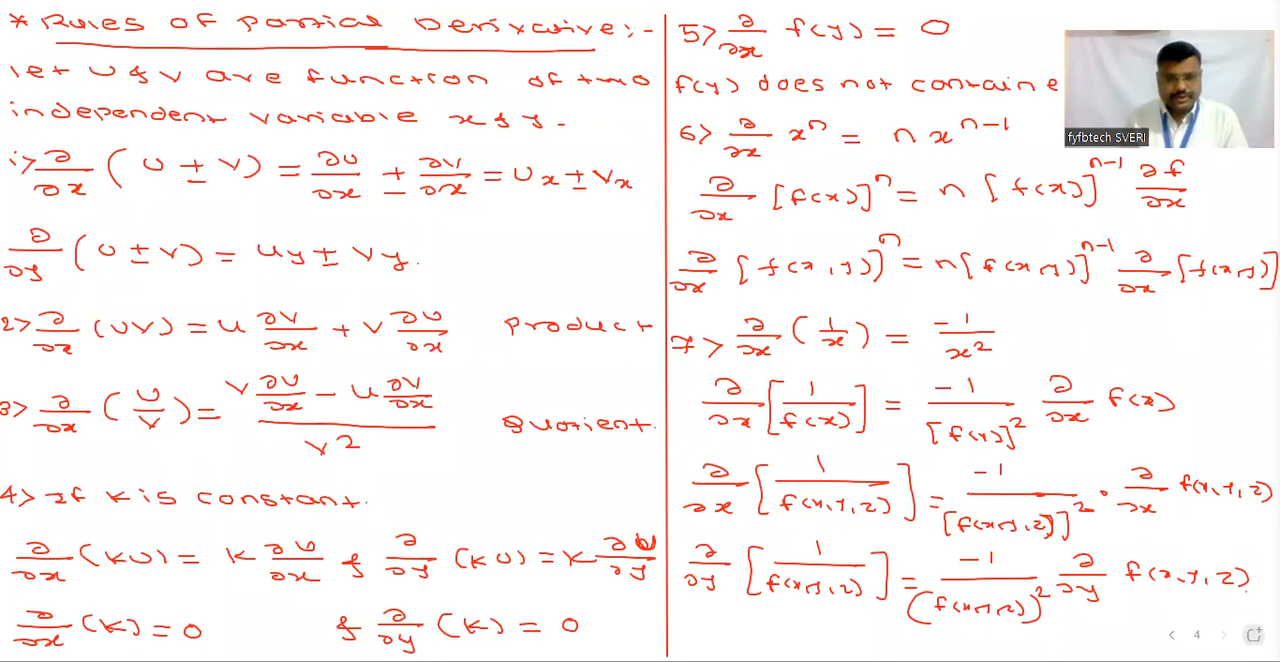 * Rules of Partial Derivative:-
let U & V are function of two
independent variable x & y -
1> ∂/∂x (U ± V) = ∂U/∂x ± ∂V/∂x = Ux ± Vx
∂/∂y (U ± V) = Uy ± Vy.
2> ∂/∂x (UV) = U ∂V/∂x + V ∂U/∂x Product
3> ∂/∂x (U/V) = (V ∂U/∂x - U ∂V/∂x) / V² Quotient.
4> If K is constant.
∂/∂x (KU) = K ∂U/∂x & ∂/∂y (KU) = K ∂U/∂y
∂/∂x (K) = 0 & ∂/∂y (K) = 0
5> ∂/∂x f(y) = 0
f(y) does not containe
6> ∂/∂x xⁿ = n xⁿ⁻¹
∂/∂x [f(x)]ⁿ = n [f(x)]ⁿ⁻¹ ∂f/∂x
∂/∂x [f(x,y)]ⁿ = n[f(x,y)]ⁿ⁻¹ ∂/∂x [f(x,y)]
7> ∂/∂x (1/x) = -1/x²
∂/∂x [1/f(x)] = -1/[f(x)]² ∂/∂x f(x)
∂/∂x [1/f(x,y,z)] = -1/[f(x,y,z)]² · ∂/∂x f(x,y,z)
∂/∂y [1/f(x,y,z)] = -1/(f(x,y,z))² ∂/∂y f(x,y,z).
fyfbtech SVERI
4